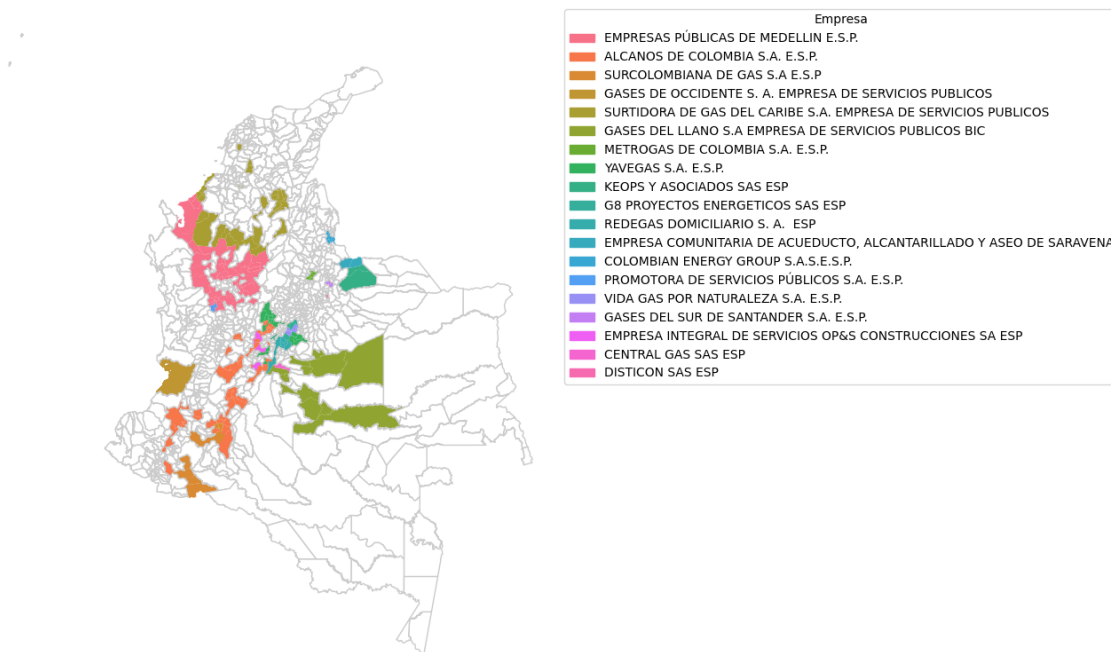 Empresa
EMPRESAS PÚBLICAS DE MEDELLIN E.S.P.
ALCANOS DE COLOMBIA S.A. E.S.P.
SURCOLOMBIANA DE GAS S.A E.S.P
GASES DE OCCIDENTE S. A. EMPRESA DE SERVICIOS PUBLICOS
SURTIDORA DE GAS DEL CARIBE S.A. EMPRESA DE SERVICIOS PUBLICOS
GASES DEL LLANO S.A EMPRESA DE SERVICIOS PUBLICOS BIC
METROGAS DE COLOMBIA S.A. E.S.P.
YAVEGAS S.A. E.S.P.
KEOPS Y ASOCIADOS SAS ESP
G8 PROYECTOS ENERGETICOS SAS ESP
REDEGAS DOMICILIARIO S. A.  ESP
EMPRESA COMUNITARIA DE ACUEDUCTO, ALCANTARILLADO Y ASEO DE SARAVENA
COLOMBIAN ENERGY GROUP S.A.S.E.S.P.
PROMOTORA DE SERVICIOS PÚBLICOS S.A. E.S.P.
VIDA GAS POR NATURALEZA S.A. E.S.P.
GASES DEL SUR DE SANTANDER S.A. E.S.P.
EMPRESA INTEGRAL DE SERVICIOS OP&S CONSTRUCCIONES SA ESP
CENTRAL GAS SAS ESP
DISTICON SAS ESP